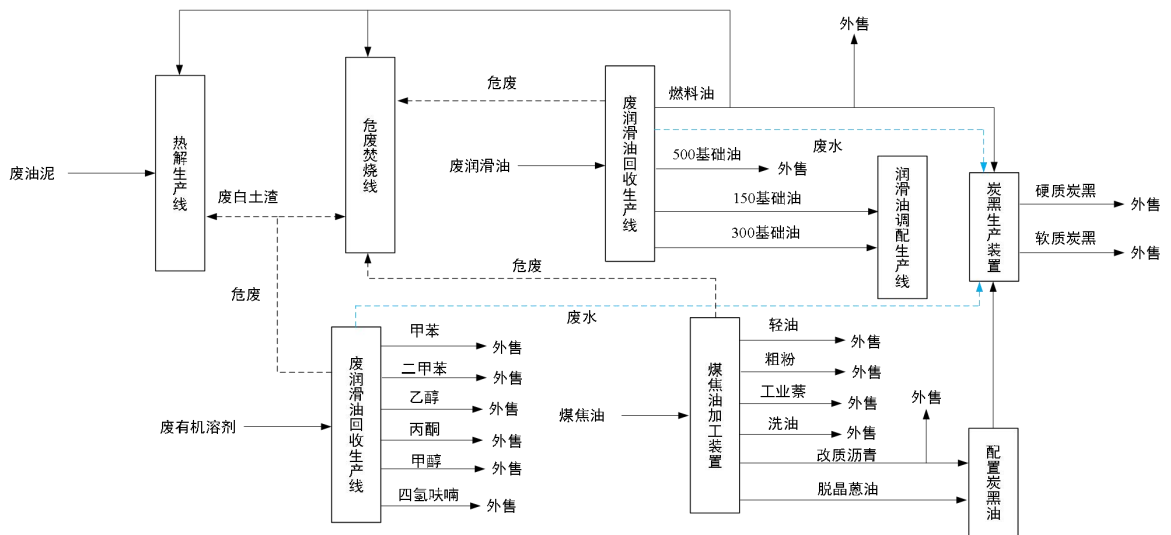 外售
危废
燃料油
废水
废润滑油
废润滑油回收生产线
500基础油
外售
150基础油
300基础油
润滑油调配生产线
炭黑生产装置
硬质炭黑
外售
软质炭黑
外售
废油泥
热解生产线
危废焚烧线
废白土渣
危废
危废
废水
废有机溶剂
废润滑油回收生产线
甲苯
外售
二甲苯
外售
乙醇
外售
丙酮
外售
甲醇
外售
四氢呋喃
外售
煤焦油
煤焦油加工装置
轻油
外售
粗粉
外售
工业萘
外售
洗油
外售
改质沥青
外售
脱晶蒽油
配置炭黑油